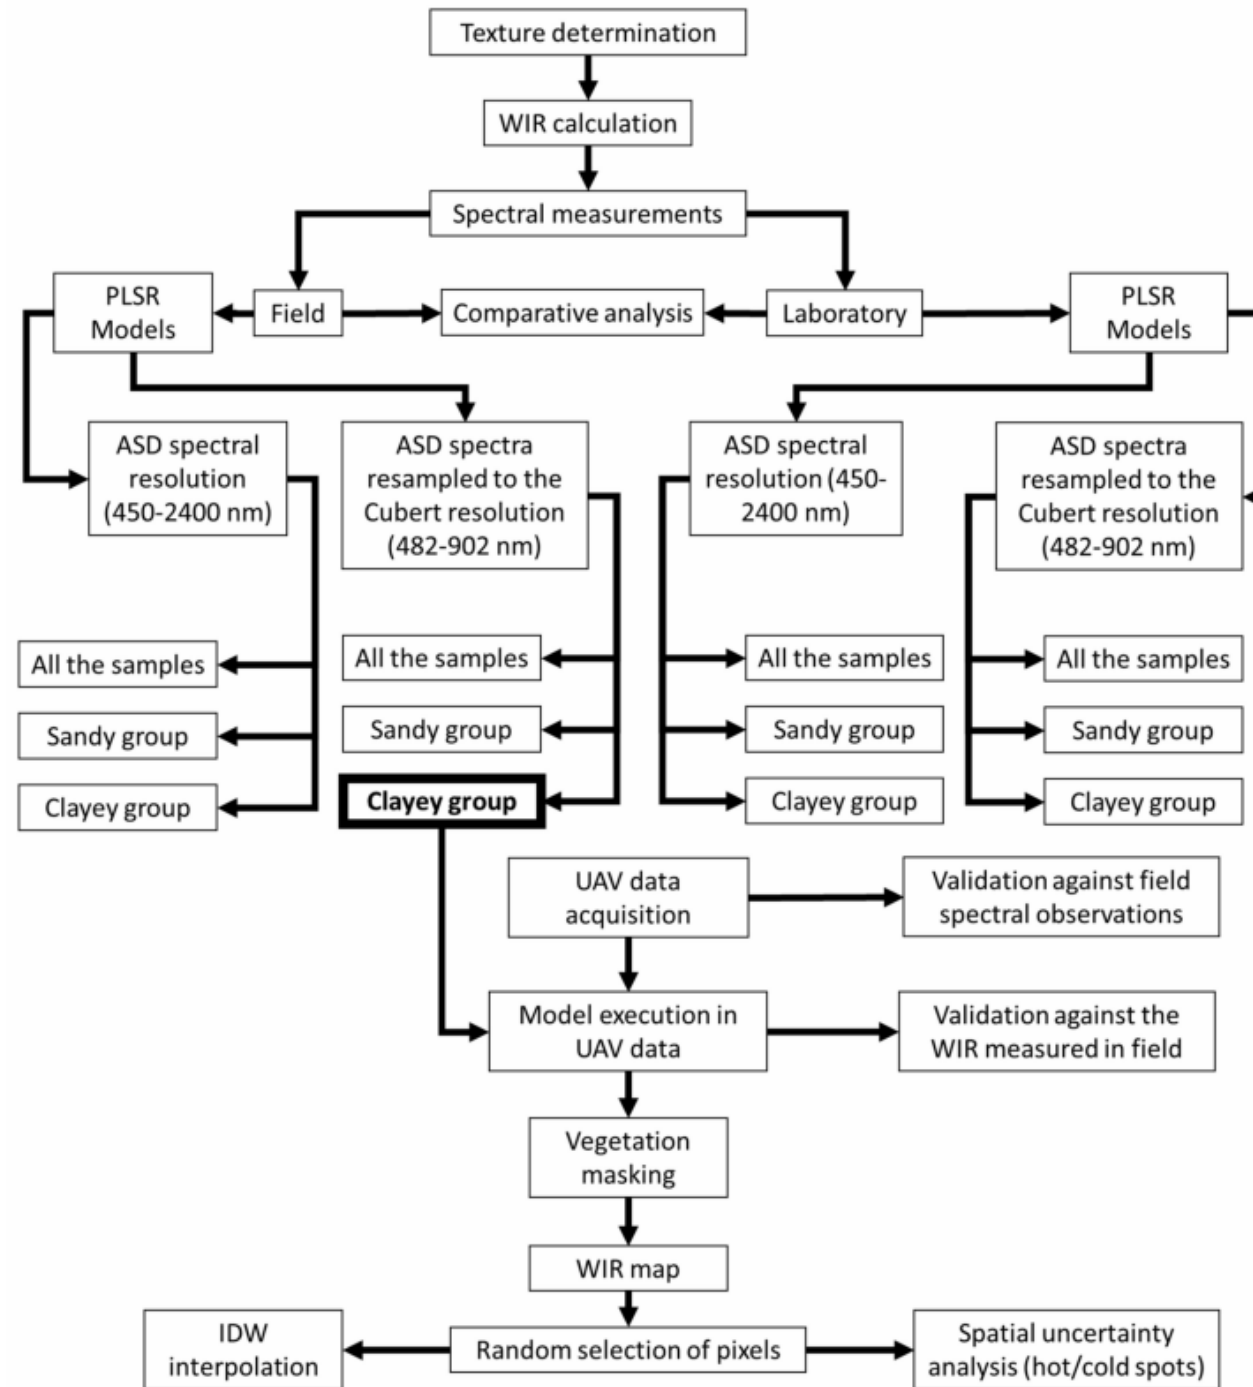 Texture determination
WIR calculation
Spectral measurements
PLSR
Models
Field
Comparative analysis
Laboratory
PLSR
Models
ASD spectral
resolution
(450-2400 nm)
ASD spectra
resampled to the
Cubert resolution
(482-902 nm)
ASD spectral
resolution (450-
2400 nm)
ASD spectra
resampled to the
Cubert resolution
(482-902 nm)
All the samples
Sandy group
Clayey group
All the samples
Sandy group
Clayey group
All the samples
Sandy group
Clayey group
All the samples
Sandy group
Clayey group
UAV data
acquisition
Validation against field
spectral observations
Model execution in
UAV data
Validation against the
WIR measured in field
Vegetation
masking
WIR map
IDW
interpolation
Random selection of pixels
Spatial uncertainty
analysis (hot/cold spots)